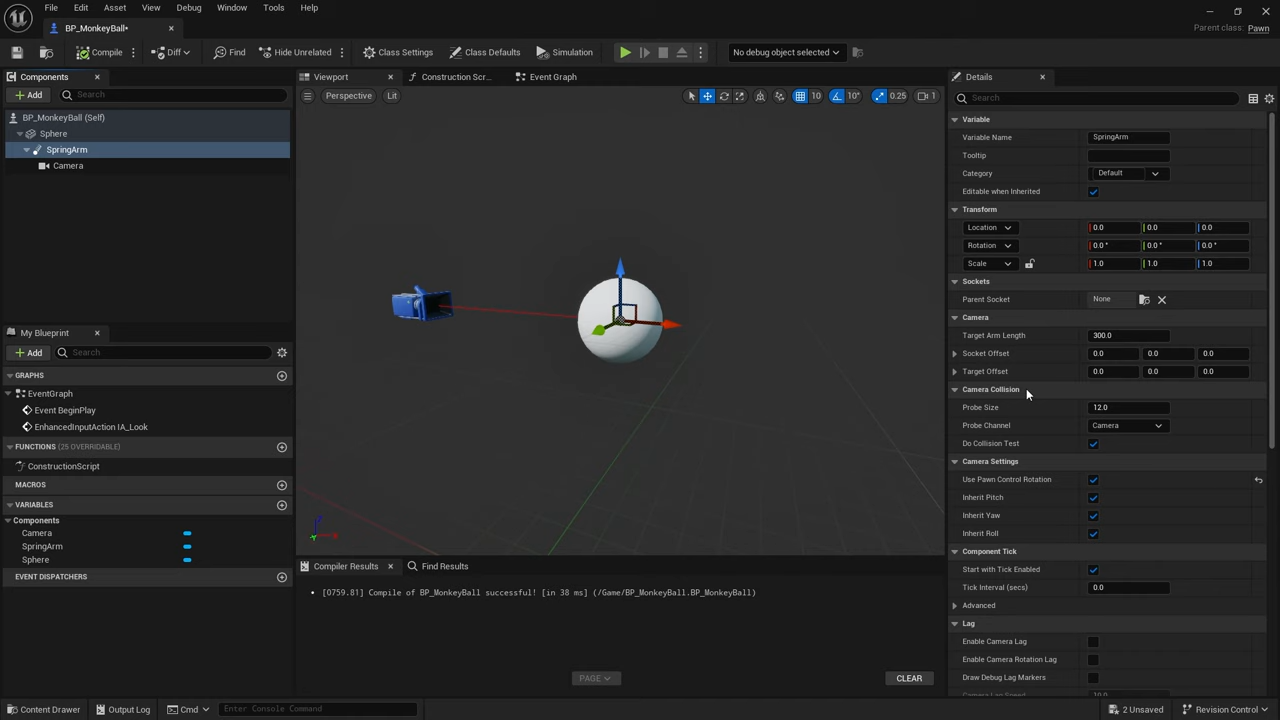 File Edit Asset View Debug Window Tools Help
BP_MonkeyBall•
Parent class: Pawn
Compile Diff Find Hide Unrelated Class Settings Class Defaults Simulation No debug object selected
Components
Add Search
BP_MonkeyBall (Self)
Sphere
SpringArm
Camera
My Blueprint
Add Search
GRAPHS
EventGraph
Event BeginPlay
EnhancedInputAction IA_Look
FUNCTIONS (25 OVERRIDABLE)
ConstructionScript
MACROS
VARIABLES
Components
Camera
SpringArm
Sphere
EVENT DISPATCHERS
Viewport Construction Scr... Event Graph
Perspective Lit 10 10° 0.25 1
Compiler Results Find Results
• [0759.81] Compile of BP_MonkeyBall successful! [in 38 ms] (/Game/BP_MonkeyBall.BP_MonkeyBall)
PAGE CLEAR
Details
Search
Variable
Variable Name SpringArm
Tooltip
Category Default
Editable when Inherited
Transform
Location 0.0 0.0 0.0
Rotation 0.0 ° 0.0 ° 0.0 °
Scale 1.0 1.0 1.0
Sockets
Parent Socket None
Camera
Target Arm Length 300.0
Socket Offset 0.0 0.0 0.0
Target Offset 0.0 0.0 0.0
Camera Collision
Probe Size 12.0
Probe Channel Camera
Do Collision Test
Camera Settings
Use Pawn Control Rotation
Inherit Pitch
Inherit Yaw
Inherit Roll
Component Tick
Start with Tick Enabled
Tick Interval (secs) 0.0
Advanced
Lag
Enable Camera Lag
Enable Camera Rotation Lag
Draw Debug Lag Markers
Camera Lag Speed 10.0
Content Drawer Output Log Cmd Enter Console Command 2 Unsaved Revision Control